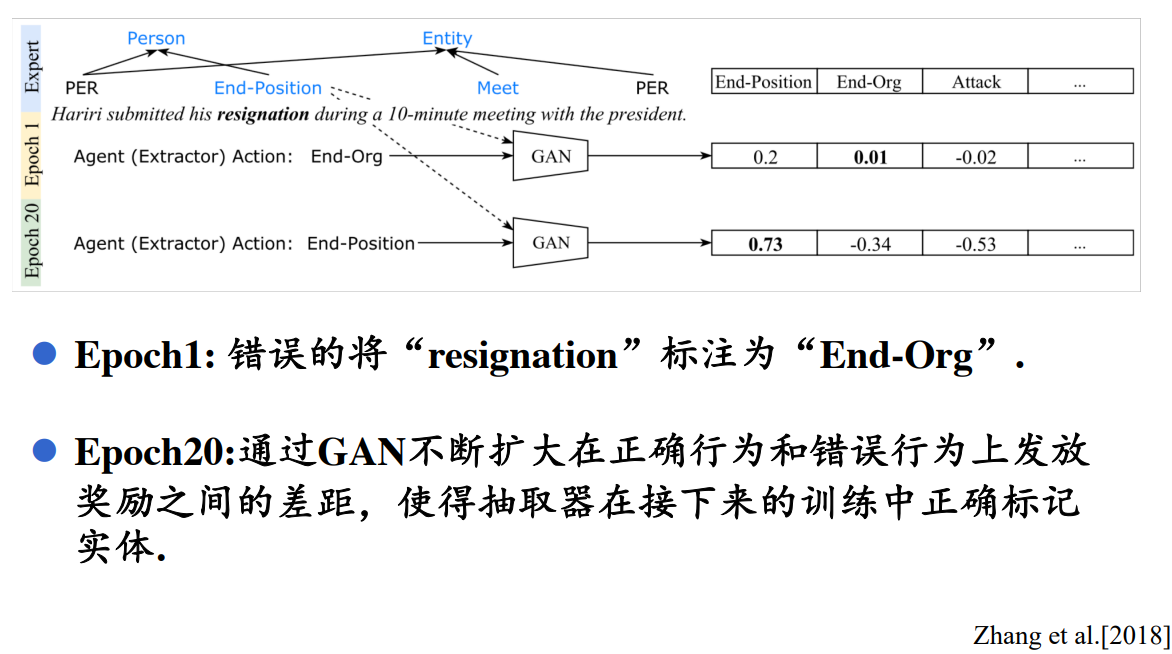 Expert
Person Entity
PER End-Position Meet PER
End-Position End-Org Attack ...
Hariri submitted his resignation during a 10-minute meeting with the president.
Epoch 1
Agent (Extractor) Action: End-Org GAN 0.2 0.01 -0.02 ...
Epoch 20
Agent (Extractor) Action: End-Position GAN 0.73 -0.34 -0.53 ...
● Epoch1: 错误的将“resignation”标注为“End-Org”.
● Epoch20:通过GAN不断扩大在正确行为和错误行为上发放
奖励之间的差距，使得抽取器在接下来的训练中正确标记
实体.
Zhang et al.[2018]